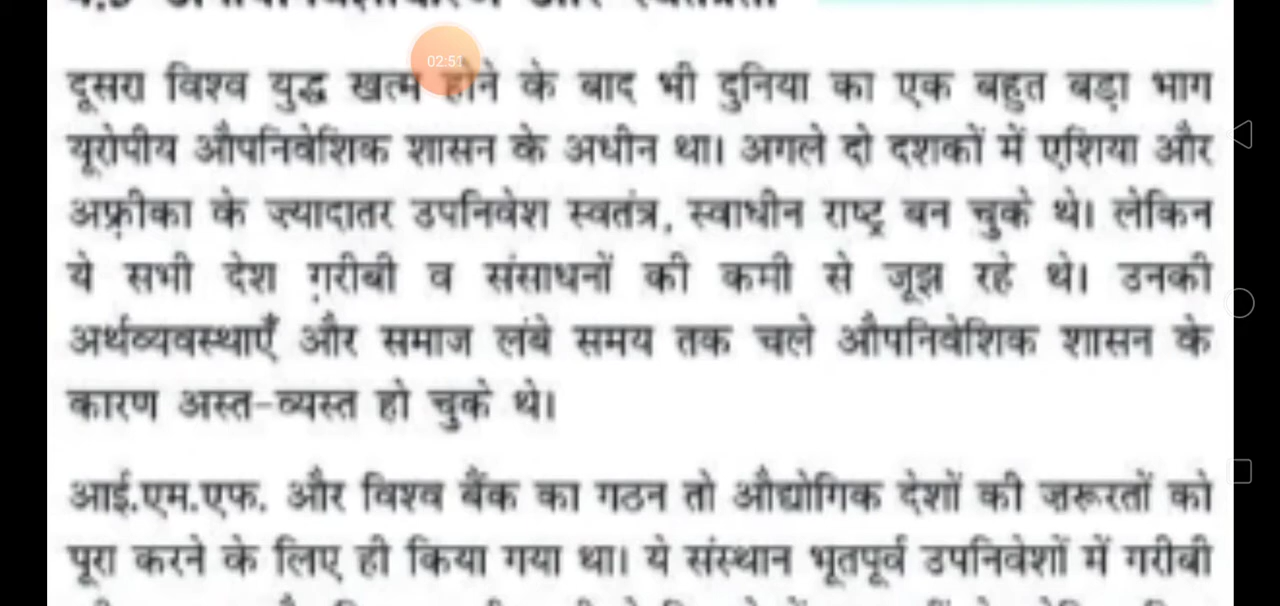 दूसरा विश्व युद्ध खत्म होने के बाद भी दुनिया का एक बहुत बड़ा भाग
02:51
यूरोपीय औपनिवेशिक शासन के अधीन था। अगले दो दशकों में एशिया और
अफ़्रीका के ज़्यादातर उपनिवेश स्वतंत्र, स्वाधीन राष्ट्र बन चुके थे। लेकिन
ये सभी देश ग़रीबी व संसाधनों की कमी से जूझ रहे थे। उनकी
अर्थव्यवस्थाएँ और समाज लंबे समय तक चले औपनिवेशिक शासन के
कारण अस्त-व्यस्त हो चुके थे।
आई.एम.एफ. और विश्व बैंक का गठन तो औद्योगिक देशों की ज़रूरतों को
पूरा करने के लिए ही किया गया था। ये संस्थान भूतपूर्व उपनिवेशों में गरीबी